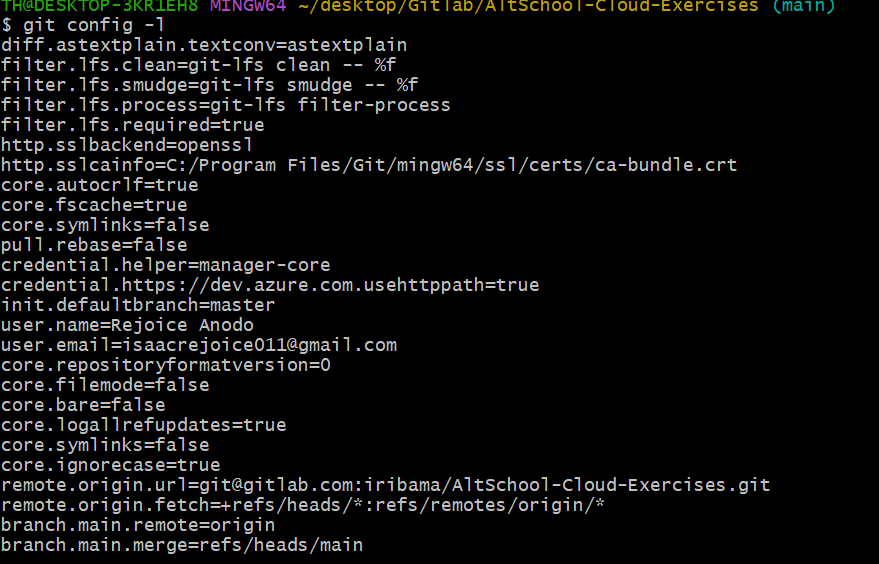 TH@DESKTOP-3KR1EH8 MINGW64 ~/desktop/Gitlab/AltSchool-Cloud-Exercises (main)
$ git config -l
diff.astextplain.textconv=astextplain
filter.lfs.clean=git-lfs clean -- %f
filter.lfs.smudge=git-lfs smudge -- %f
filter.lfs.process=git-lfs filter-process
filter.lfs.required=true
http.sslbackend=openssl
http.sslcainfo=C:/Program Files/Git/mingw64/ssl/certs/ca-bundle.crt
core.autocrlf=true
core.fscache=true
core.symlinks=false
pull.rebase=false
credential.helper=manager-core
credential.https://dev.azure.com.usehttppath=true
init.defaultbranch=master
user.name=Rejoice Anodo
user.email=isaacrejoice011@gmail.com
core.repositoryformatversion=0
core.filemode=false
core.bare=false
core.logallrefupdates=true
core.symlinks=false
core.ignorecase=true
remote.origin.url=git@gitlab.com:iribama/AltSchool-Cloud-Exercises.git
remote.origin.fetch=+refs/heads/*:refs/remotes/origin/*
branch.main.remote=origin
branch.main.merge=refs/heads/main